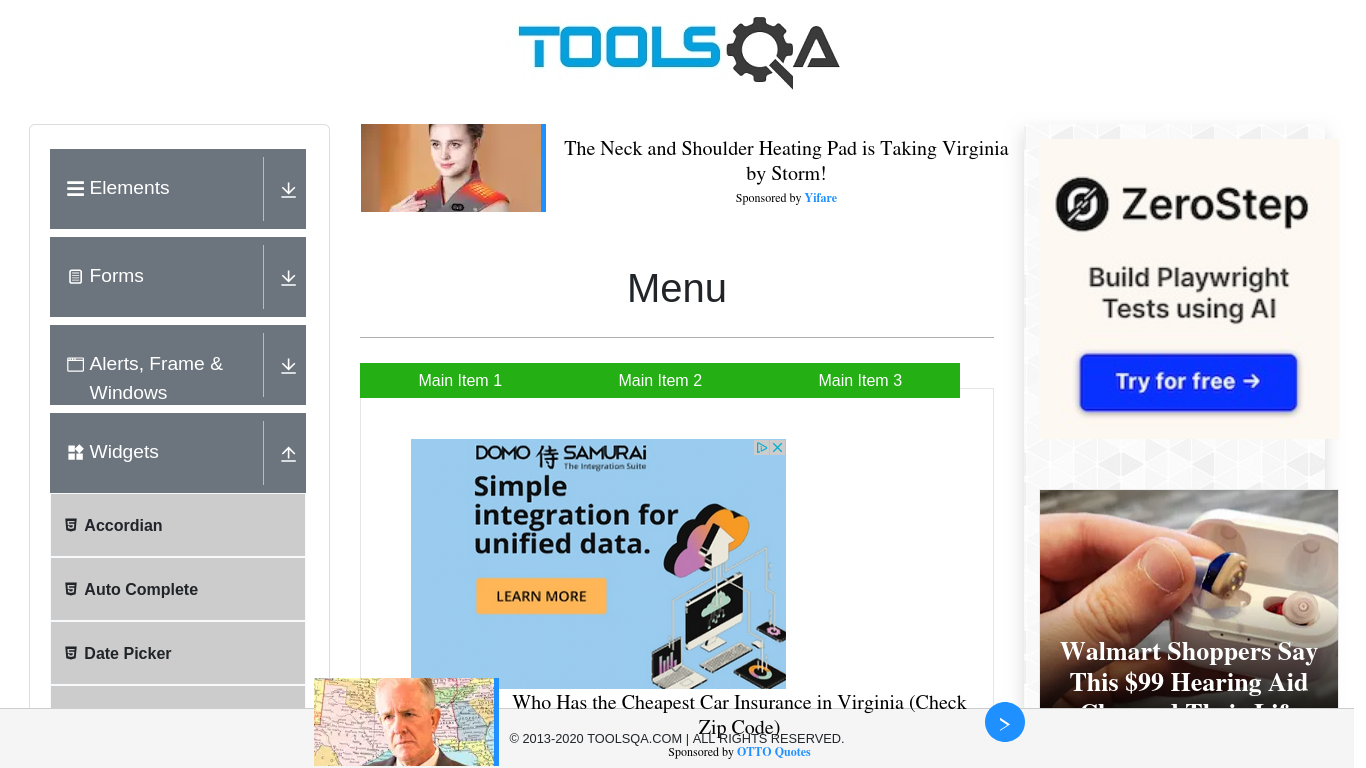 TOOLSQA
Elements
Forms
Alerts, Frame &
Windows
Widgets
Accordian
Auto Complete
Date Picker
The Neck and Shoulder Heating Pad is Taking Virginia
by Storm!
Sponsored by Yifare
Menu
Main Item 1
Main Item 2
Main Item 3
DOMO 侍 SAMURAi
The Integration Suite
Simple
integration for
unified data.
LEARN MORE
ZeroStep
Build Playwright
Tests using AI
Try for free →
Walmart Shoppers Say
This $99 Hearing Aid
Who Has the Cheapest Car Insurance in Virginia (Check
Zip Code)
© 2013-2020 TOOLSQA.COM | ALL RIGHTS RESERVED.
Sponsored by OTTO Quotes